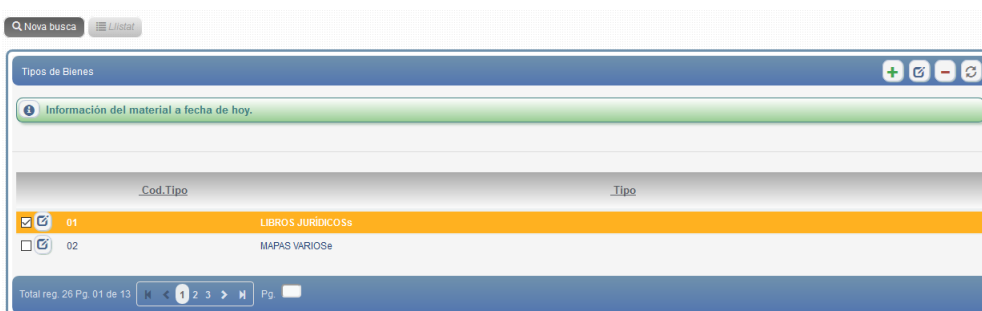 Nova busca Llistat
Tipos de Bienes
Información del material a fecha de hoy.
Cod.Tipo Tipo
01 LIBROS JURÍDICOSs
02 MAPAS VARIOSe
Total reg. 26 Pg. 01 de 13 1 2 3 Pg.